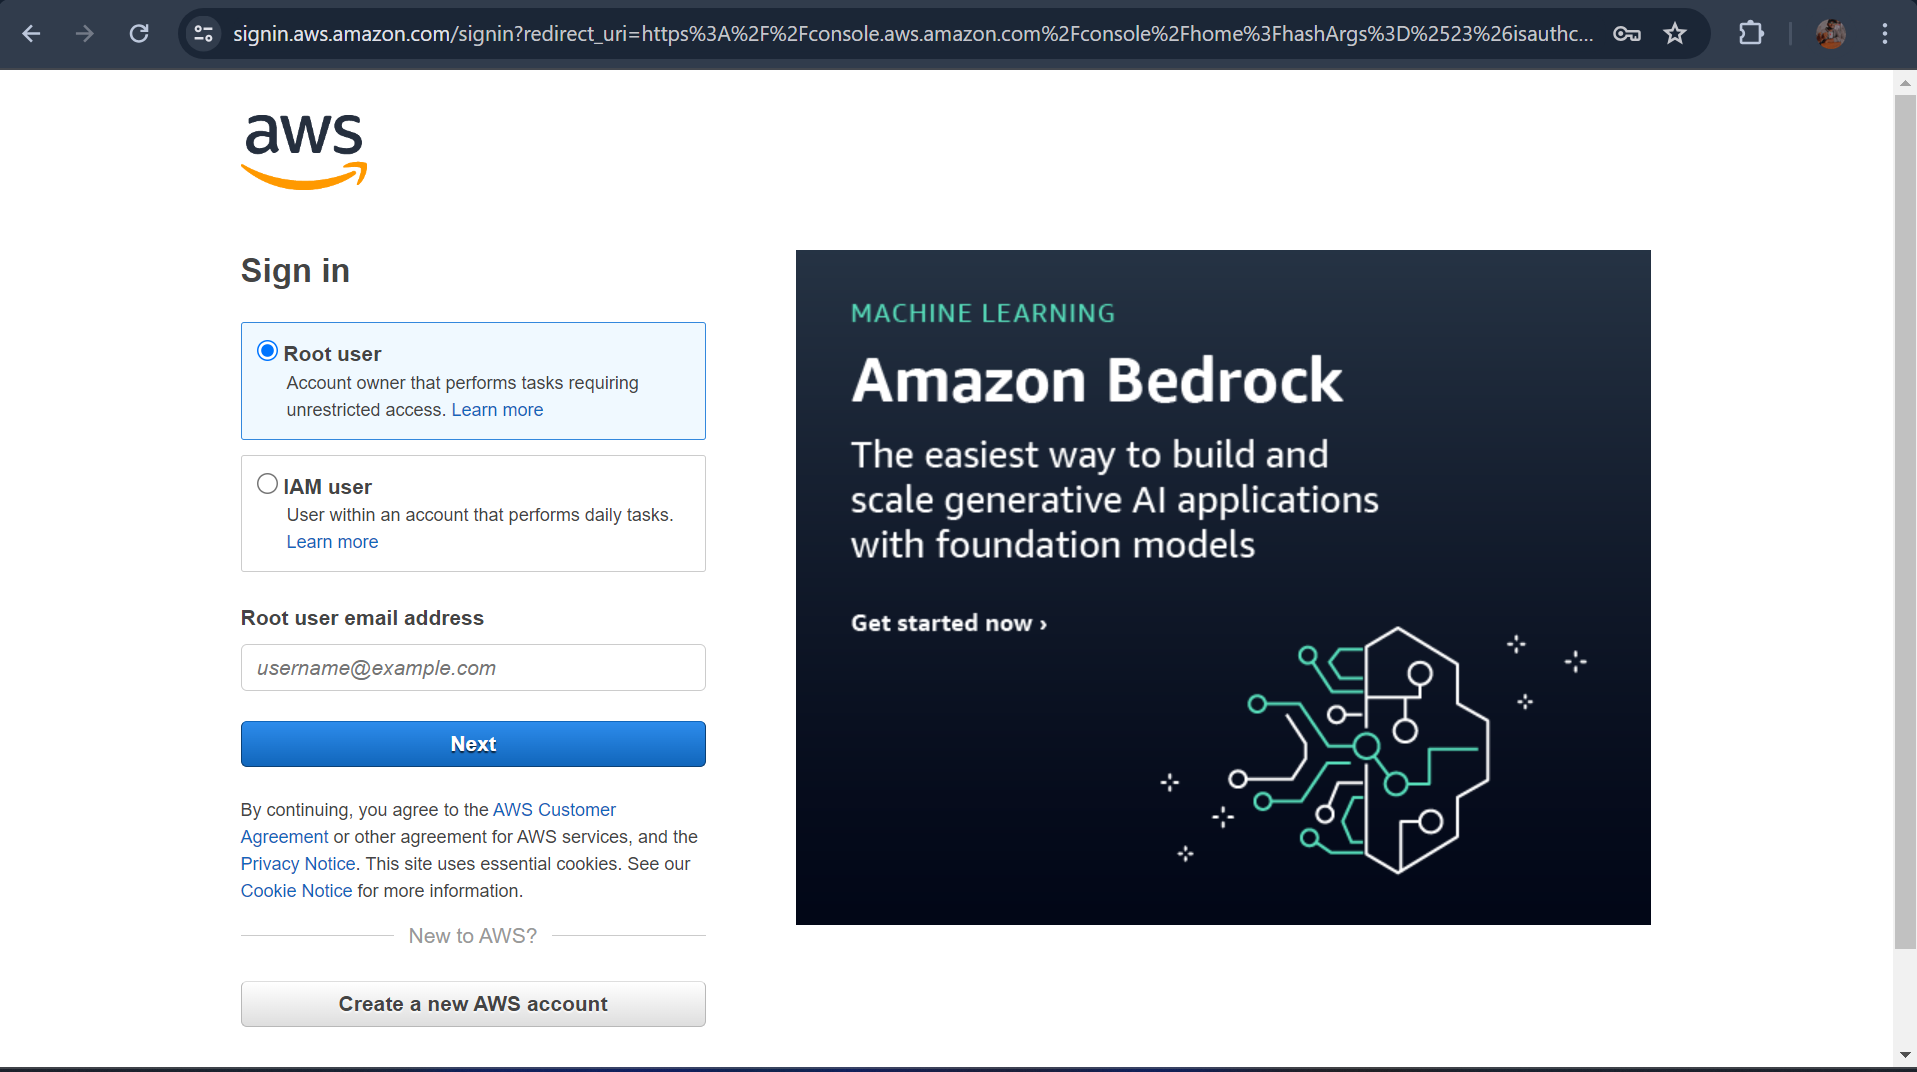 signin.aws.amazon.com/signin?redirect_uri=https%3A%2F%2Fconsole.aws.amazon.com%2Fconsole%2Fhome%3FhashArgs%3D%2523%26isauthc...
aws
Sign in
Root user
Account owner that performs tasks requiring
unrestricted access. Learn more
IAM user
User within an account that performs daily tasks.
Learn more
Root user email address
username@example.com
Next
By continuing, you agree to the AWS Customer
Agreement or other agreement for AWS services, and the
Privacy Notice. This site uses essential cookies. See our
Cookie Notice for more information.
New to AWS?
Create a new AWS account
MACHINE LEARNING
Amazon Bedrock
The easiest way to build and
scale generative AI applications
with foundation models
Get started now ›